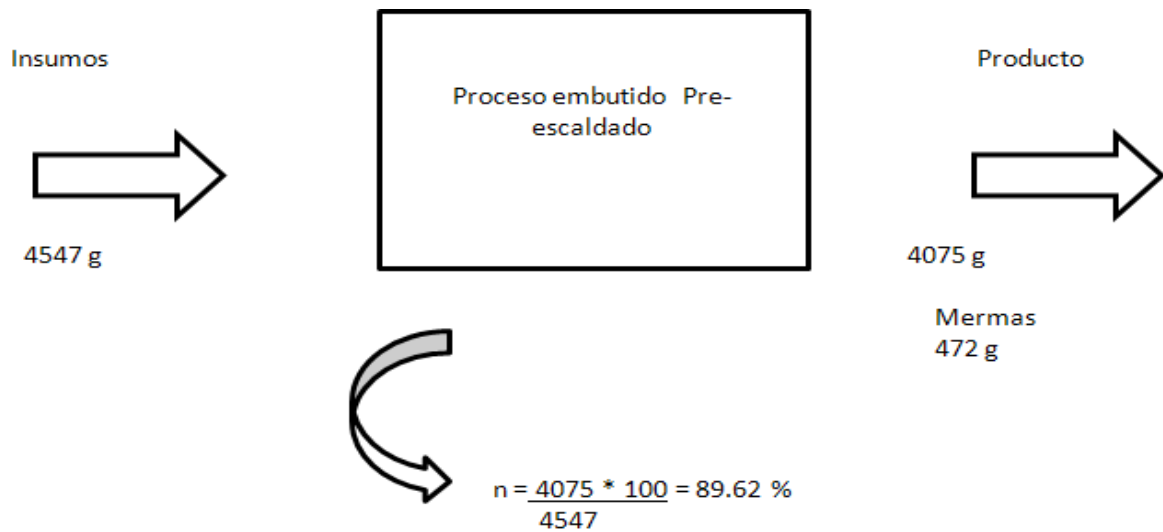 Insumos
Proceso embutido Pre-
escaldado
Producto
4547 g
4075 g
Mermas
472 g
n = 4075 * 100 = 89.62 %
4547